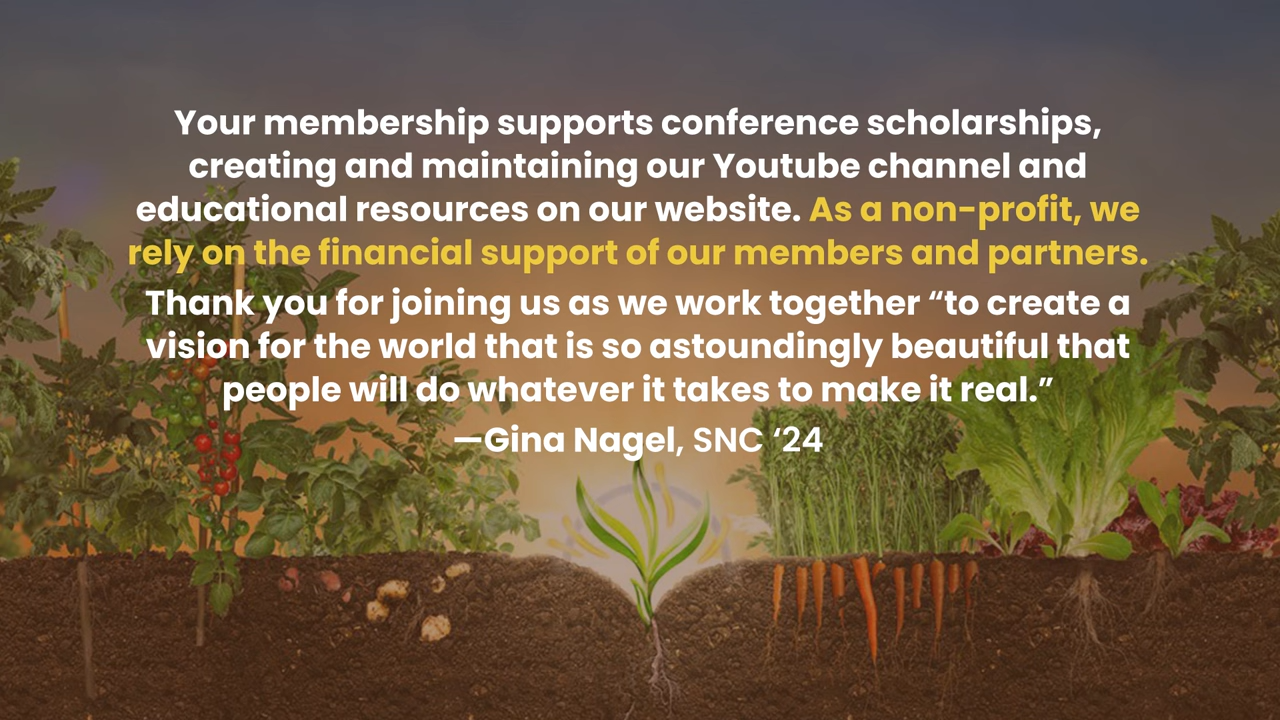 Your membership supports conference scholarships,
creating and maintaining our Youtube channel and
educational resources on our website. As a non-profit, we
rely on the financial support of our members and partners.
Thank you for joining us as we work together “to create a
vision for the world that is so astoundingly beautiful that
people will do whatever it takes to make it real.”
—Gina Nagel, SNC ‘24